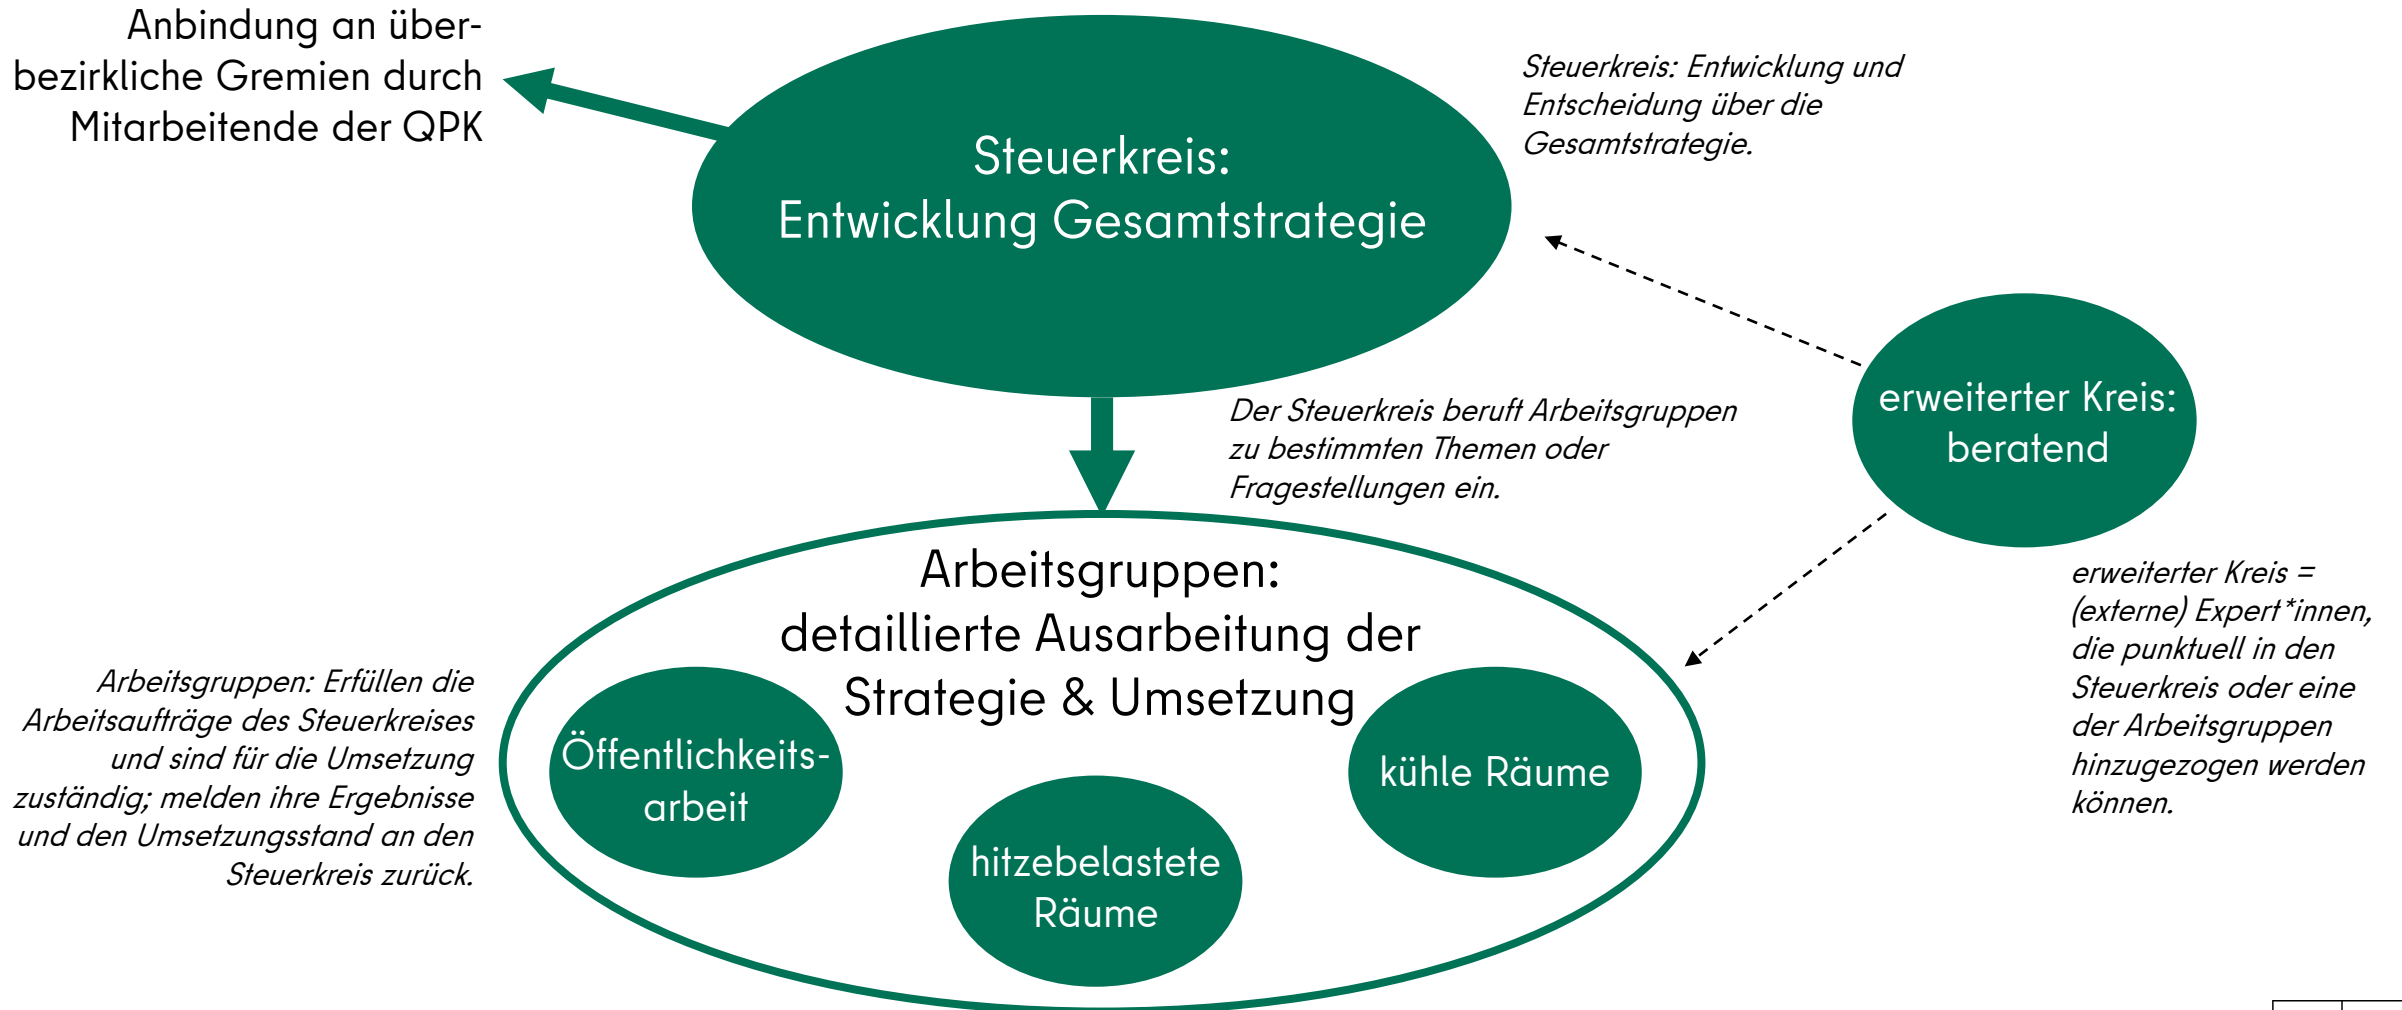 Anbindung an über-
bezirkliche Gremien durch
Mitarbeitende der QPK
Steuerkreis:
Entwicklung Gesamtstrategie
Steuerkreis: Entwicklung und
Entscheidung über die
Gesamtstrategie.
erweiterter Kreis:
beratend
Der Steuerkreis beruft Arbeitsgruppen
zu bestimmten Themen oder
Fragestellungen ein.
erweiterter Kreis =
(externe) Expert*innen,
die punktuell in den
Steuerkreis oder eine
der Arbeitsgruppen
hinzugezogen werden
können.
Arbeitsgruppen:
detaillierte Ausarbeitung der
Strategie & Umsetzung
Arbeitsgruppen: Erfüllen die
Arbeitsaufträge des Steuerkreises
und sind für die Umsetzung
zuständig; melden ihre Ergebnisse
und den Umsetzungsstand an den
Steuerkreis zurück.
Öffentlichkeits-
arbeit
hitzebelastete
Räume
kühle Räume